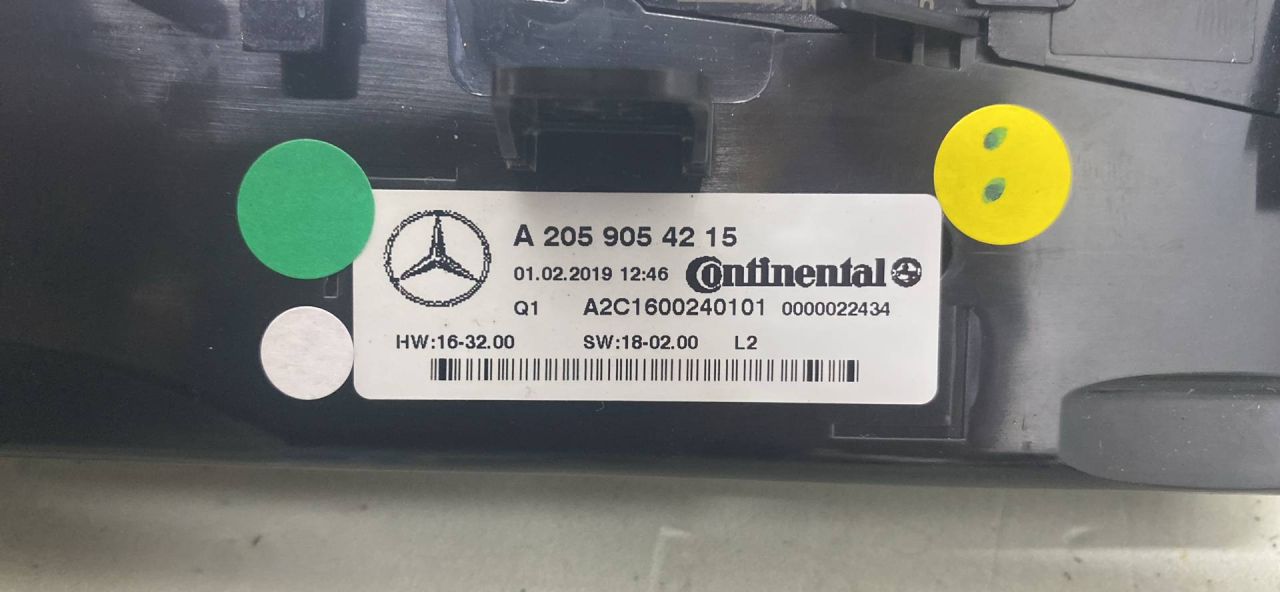 A 205 905 42 15
01.02.2019 12:46 Continental
Q1 A2C1600240101 0000022434
HW:16-32.00 SW:18-02.00 L2